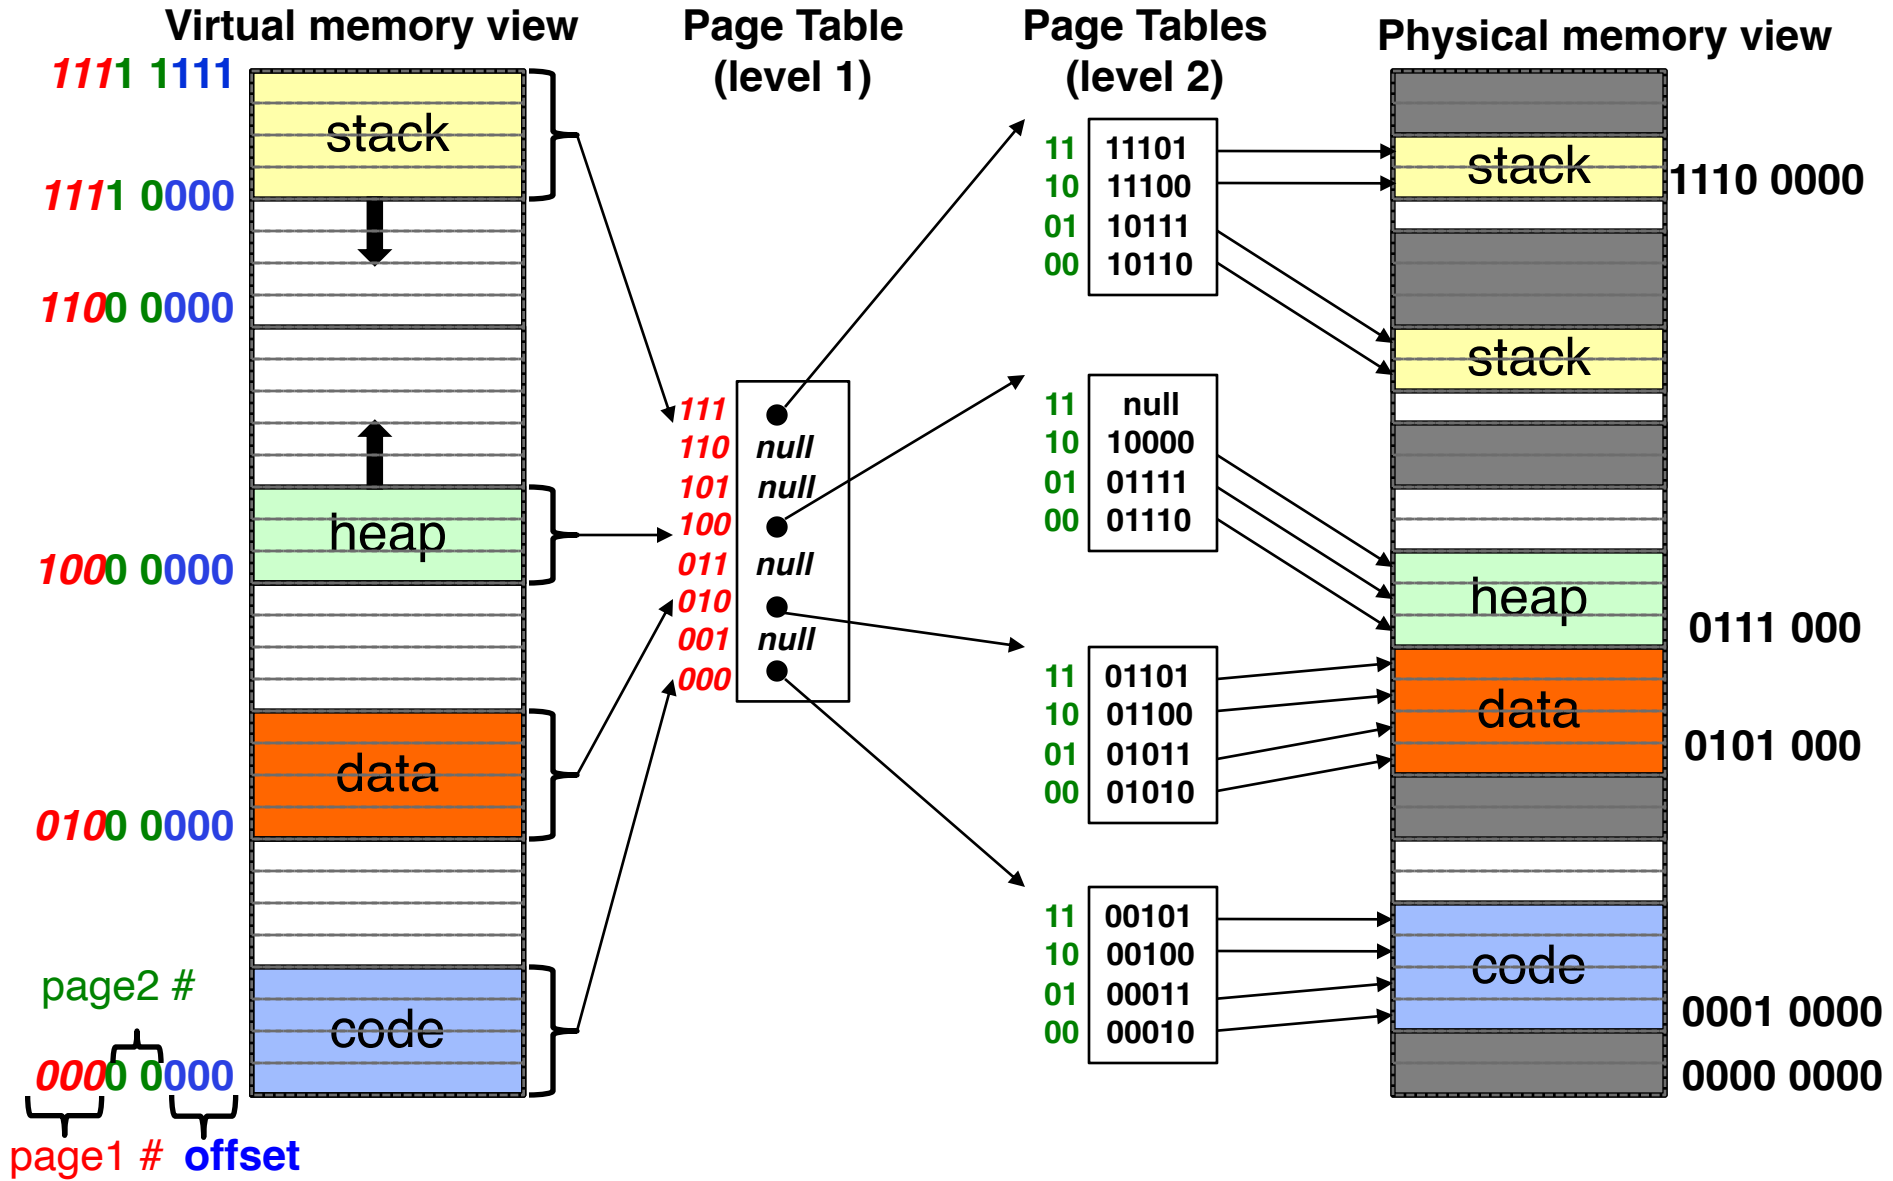 Virtual memory view
1111 1111
stack
1111 0000
1100 0000
heap
1000 0000
data
0100 0000
page2 #
code
0000 0000
page1 #
offset
Page Table
(level 1)
111
110 null
101 null
100
011 null
010
001 null
000
Page Tables
(level 2)
11 11101
10 11100
01 10111
00 10110
11 null
10 10000
01 01111
00 01110
11 01101
10 01100
01 01011
00 01010
11 00101
10 00100
01 00011
00 00010
Physical memory view
stack
1110 0000
stack
heap
0111 000
data
0101 000
code
0001 0000
0000 0000